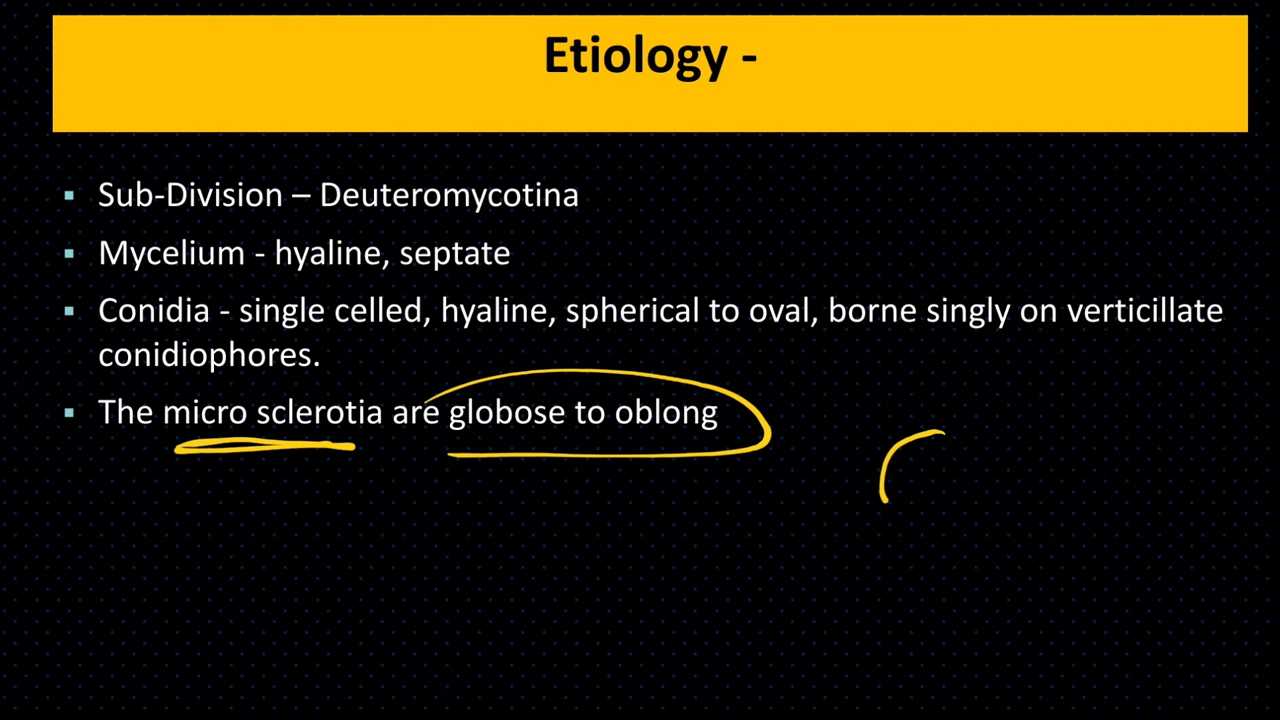 Etiology -
▪ Sub-Division – Deuteromycotina
▪ Mycelium - hyaline, septate
▪ Conidia - single celled, hyaline, spherical to oval, borne singly on verticillate
conidiophores.
▪ The micro sclerotia are globose to oblong